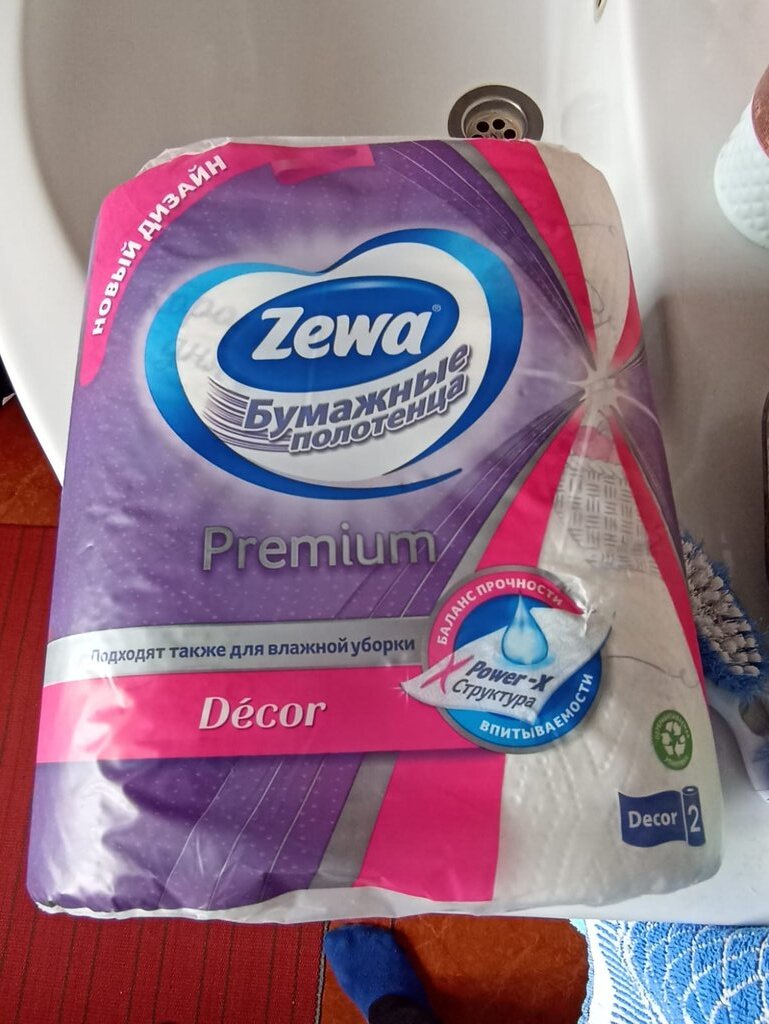 НОВЫЙ ДИЗАЙН
Zewa®
Бумажные
полотенца
Premium
Подходят также для влажной уборки
Décor
БАЛАНС ПРОЧНОСТИ
Power-X
Структура
ВПИТЫВАЕМОСТИ
Decor 2